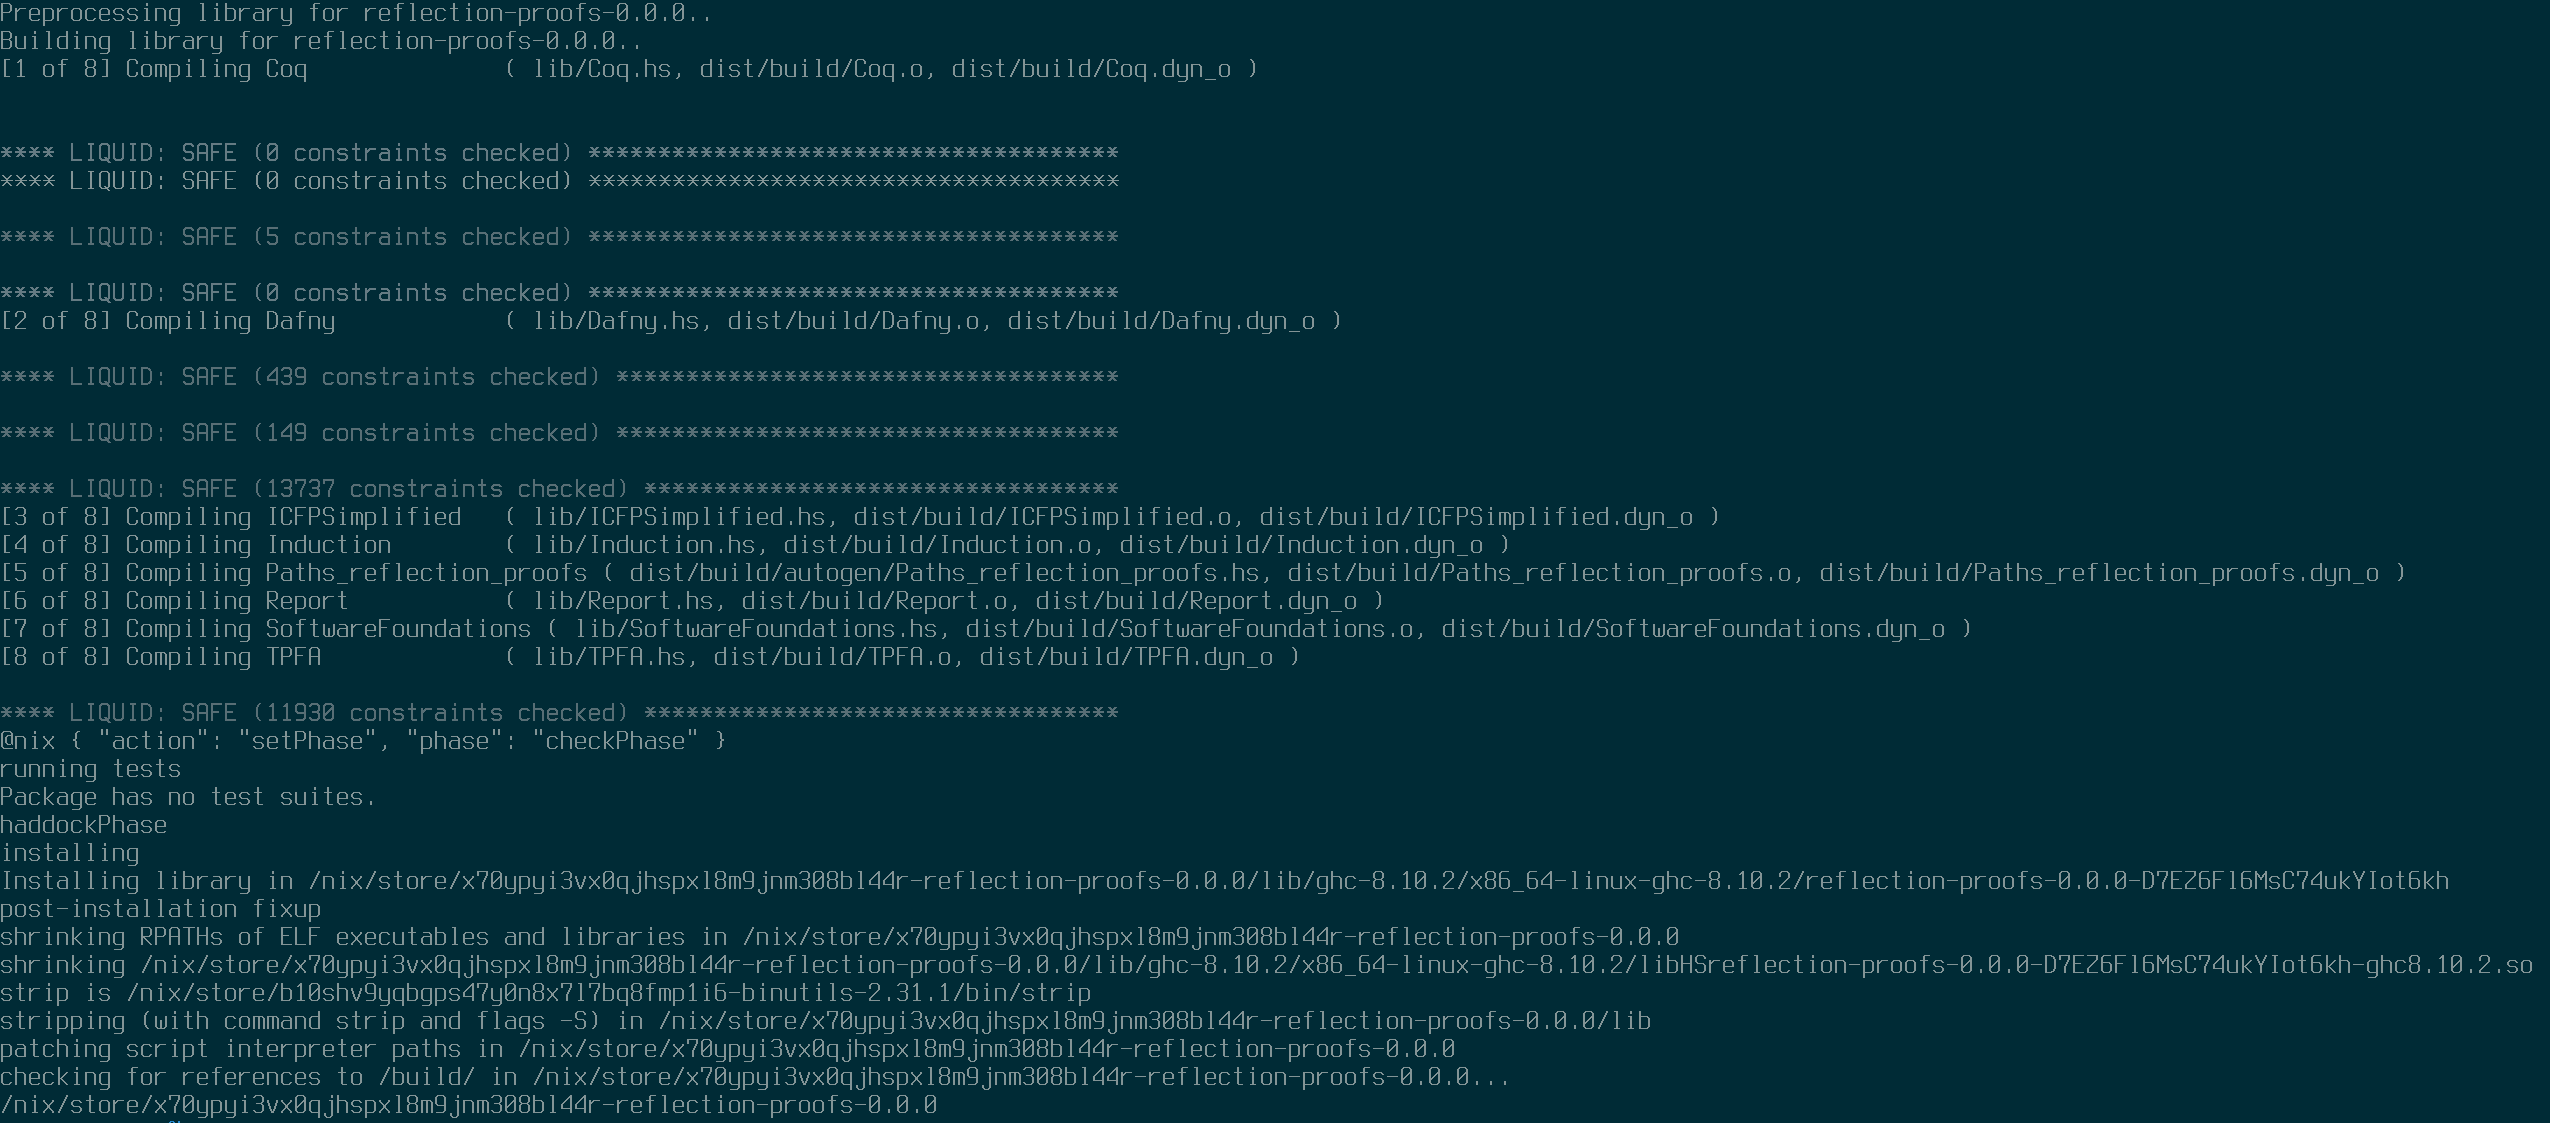 Preprocessing library for reflection-proofs-0.0.0..
Building library for reflection-proofs-0.0.0..
[1 of 8] Compiling Coq              ( lib/Coq.hs, dist/build/Coq.o, dist/build/Coq.dyn_o )
**** LIQUID: SAFE (0 constraints checked) **************************************
**** LIQUID: SAFE (0 constraints checked) **************************************
**** LIQUID: SAFE (5 constraints checked) **************************************
**** LIQUID: SAFE (0 constraints checked) **************************************
[2 of 8] Compiling Dafny            ( lib/Dafny.hs, dist/build/Dafny.o, dist/build/Dafny.dyn_o )
**** LIQUID: SAFE (439 constraints checked) ************************************
**** LIQUID: SAFE (149 constraints checked) ************************************
**** LIQUID: SAFE (13737 constraints checked) **********************************
[3 of 8] Compiling ICFPSimplified   ( lib/ICFPSimplified.hs, dist/build/ICFPSimplified.o, dist/build/ICFPSimplified.dyn_o )
[4 of 8] Compiling Induction        ( lib/Induction.hs, dist/build/Induction.o, dist/build/Induction.dyn_o )
[5 of 8] Compiling Paths_reflection_proofs ( dist/build/autogen/Paths_reflection_proofs.hs, dist/build/Paths_reflection_proofs.o, dist/build/Paths_reflection_proofs.dyn_o )
[6 of 8] Compiling Report           ( lib/Report.hs, dist/build/Report.o, dist/build/Report.dyn_o )
[7 of 8] Compiling SoftwareFoundations ( lib/SoftwareFoundations.hs, dist/build/SoftwareFoundations.o, dist/build/SoftwareFoundations.dyn_o )
[8 of 8] Compiling TPFA             ( lib/TPFA.hs, dist/build/TPFA.o, dist/build/TPFA.dyn_o )
**** LIQUID: SAFE (11930 constraints checked) **********************************
@nix { "action": "setPhase", "phase": "checkPhase" }
running tests
Package has no test suites.
haddockPhase
installing
Installing library in /nix/store/x70ypyi3vx0qjhspxl8m9jnm308bl44r-reflection-proofs-0.0.0/lib/ghc-8.10.2/x86_64-linux-ghc-8.10.2/reflection-proofs-0.0.0-D7EZ6Fl6MsC74ukYIot6kh
post-installation fixup
shrinking RPATHs of ELF executables and libraries in /nix/store/x70ypyi3vx0qjhspxl8m9jnm308bl44r-reflection-proofs-0.0.0
shrinking /nix/store/x70ypyi3vx0qjhspxl8m9jnm308bl44r-reflection-proofs-0.0.0/lib/ghc-8.10.2/x86_64-linux-ghc-8.10.2/libHSreflection-proofs-0.0.0-D7EZ6Fl6MsC74ukYIot6kh-ghc8.10.2.so
strip is /nix/store/b10shv9yqbgps47y0n8x7l7bq8fmp1i6-binutils-2.31.1/bin/strip
stripping (with command strip and flags -S) in /nix/store/x70ypyi3vx0qjhspxl8m9jnm308bl44r-reflection-proofs-0.0.0/lib
patching script interpreter paths in /nix/store/x70ypyi3vx0qjhspxl8m9jnm308bl44r-reflection-proofs-0.0.0
checking for references to /build/ in /nix/store/x70ypyi3vx0qjhspxl8m9jnm308bl44r-reflection-proofs-0.0.0...
/nix/store/x70ypyi3vx0qjhspxl8m9jnm308bl44r-reflection-proofs-0.0.0